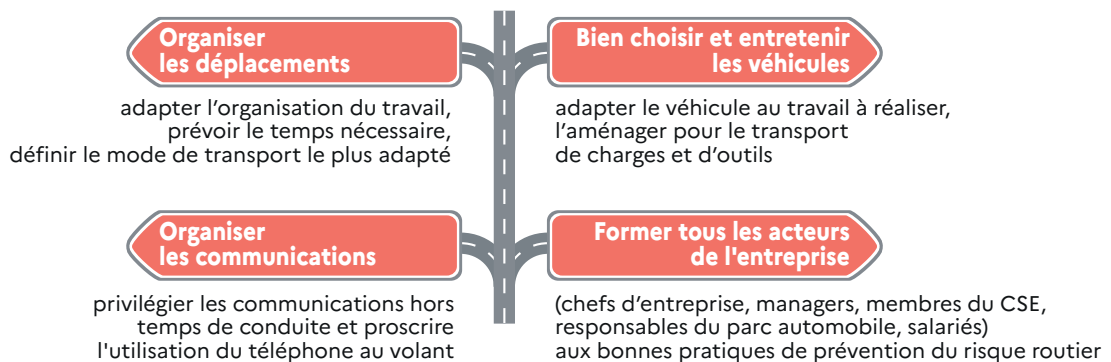 Organiser
les déplacements
adapter l’organisation du travail,
prévoir le temps nécessaire,
définir le mode de transport le plus adapté
Bien choisir et entretenir
les véhicules
adapter le véhicule au travail à réaliser,
l’aménager pour le transport
de charges et d’outils
Organiser
les communications
privilégier les communications hors
temps de conduite et proscrire
l'utilisation du téléphone au volant
Former tous les acteurs
de l'entreprise
(chefs d’entreprise, managers, membres du CSE,
responsables du parc automobile, salariés)
aux bonnes pratiques de prévention du risque routier